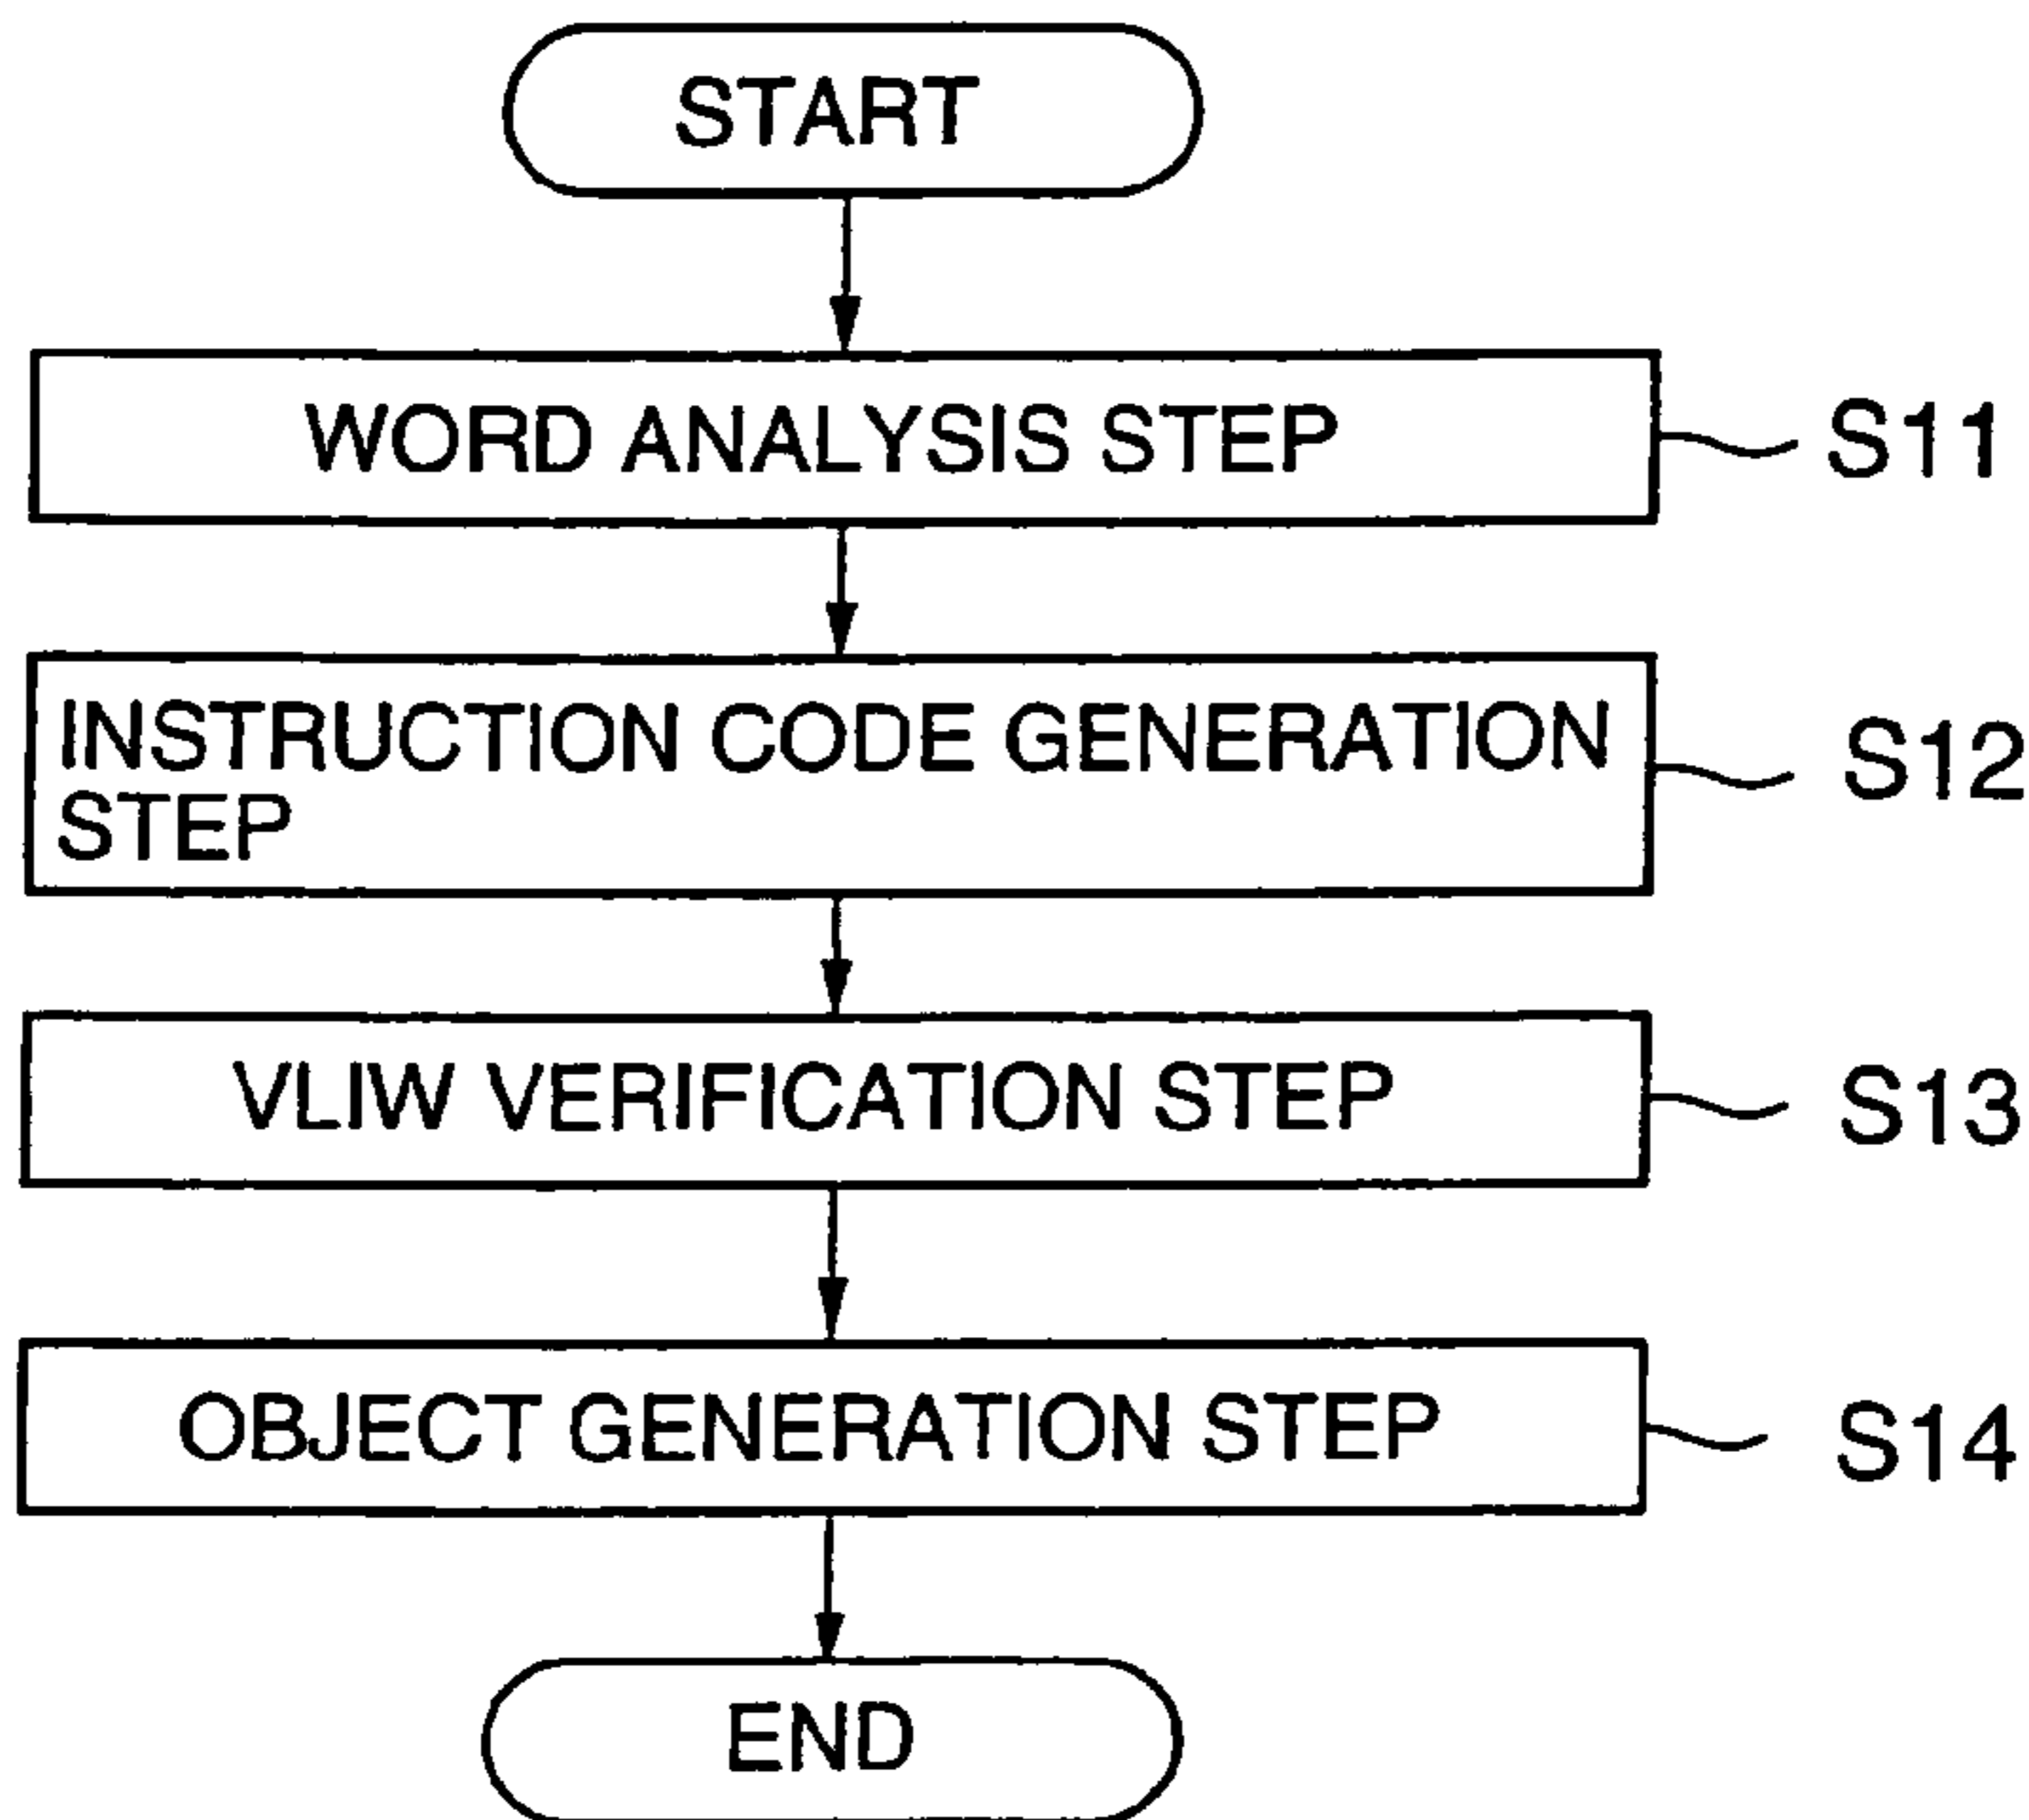 START
WORD ANALYSIS STEP
S11
INSTRUCTION CODE GENERATION
STEP
S12
VLIW VERIFICATION STEP
S13
OBJECT GENERATION STEP
S14
END